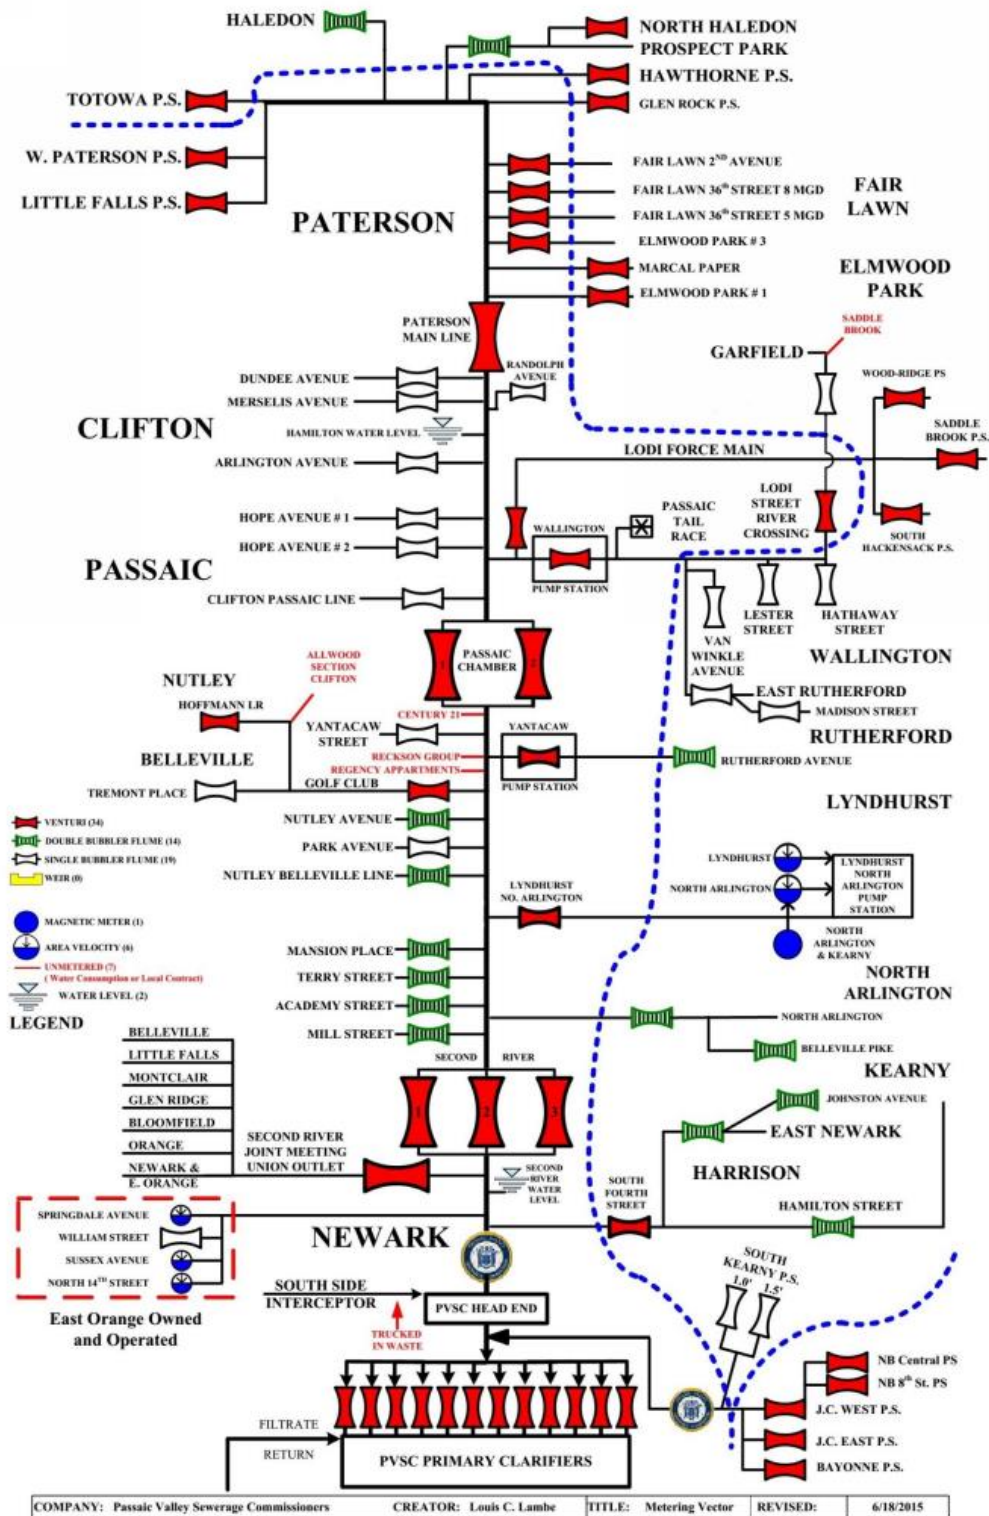 HALEDON
NORTH HALEDON
PROSPECT PARK
HAWTHORNE P.S.
TOTOWA P.S.
GLEN ROCK P.S.
W. PATERSON P.S.
FAIR LAWN 2ND AVENUE
FAIR LAWN 36th STREET 8 MGD
FAIR
LAWN
LITTLE FALLS P.S.
PATERSON
FAIR LAWN 36th STREET 5 MGD
ELMWOOD PARK # 3
MARCAL PAPER
ELMWOOD PARK # 1
ELMWOOD
PARK
PATERSON
MAIN LINE
SADDLE
BROOK
GARFIELD
RANDOLPH
AVENUE
WOOD-RIDGE PS
DUNDEE AVENUE
MERSELIS AVENUE
CLIFTON
HAMILTON WATER LEVEL
SADDLE
BROOK P.S.
LODI FORCE MAIN
ARLINGTON AVENUE
LODI
STREET
RIVER
CROSSING
HOPE AVENUE # 1
WALLINGTON
PASSAIC
TAIL
RACE
SOUTH
HACKENSACK P.S.
HOPE AVENUE # 2
PASSAIC
PUMP STATION
CLIFTON PASSAIC LINE
LESTER
STREET
HATHAWAY
STREET
VAN
WINKLE
AVENUE
WALLINGTON
1
PASSAIC
CHAMBER
2
ALLWOOD
SECTION
CLIFTON
NUTLEY
HOFFMANN LR
EAST RUTHERFORD
MADISON STREET
CENTURY 21
YANTACAW
STREET
YANTACAW
RUTHERFORD
BELLEVILLE
RECKSON GROUP
REGENCY APPARTMENTS
RUTHERFORD AVENUE
TREMONT PLACE
GOLF CLUB
PUMP STATION
LYNDHURST
NUTLEY AVENUE
VENTURI (34)
DOUBLE BUBBLER FLUME (14)
PARK AVENUE
SINGLE BUBBLER FLUME (19)
WEIR (0)
NUTLEY BELLEVILLE LINE
LYNDHURST
NORTH ARLINGTON
LYNDHURST
NORTH
ARLINGTON
PUMP
STATION
LYNDHURST
NO. ARLINGTON
MAGNETIC METER (1)
AREA VELOCITY (6)
UNMETERED (7)
( Water Consumption or Local Contract)
WATER LEVEL (2)
LEGEND
NORTH
ARLINGTON
& KEARNY
MANSION PLACE
TERRY STREET
ACADEMY STREET
MILL STREET
NORTH
ARLINGTON
NORTH ARLINGTON
BELLEVILLE PIKE
KEARNY
BELLEVILLE
LITTLE FALLS
MONTCLAIR
GLEN RIDGE
BLOOMFIELD
ORANGE
NEWARK &
E. ORANGE
SECOND RIVER
1
2
3
JOHNSTON AVENUE
EAST NEWARK
SECOND RIVER
JOINT MEETING
UNION OUTLET
SECOND
RIVER
WATER
LEVEL
SOUTH
FOURTH
STREET
HARRISON
HAMILTON STREET
SPRINGDALE AVENUE
WILLIAM STREET
SUSSEX AVENUE
NORTH 14TH STREET
NEWARK
East Orange Owned
and Operated
SOUTH SIDE
INTERCEPTOR
PVSC HEAD END
TRUCKED
IN WASTE
SOUTH
KEARNY P.S.
1.0'
1.5'
NB Central PS
NB 8th St. PS
J.C. WEST P.S.
J.C. EAST P.S.
BAYONNE P.S.
FILTRATE
RETURN
PVSC PRIMARY CLARIFIERS
COMPANY: Passaic Valley Sewerage Commissioners CREATOR: Louis C. Lambe TITLE: Metering Vector REVISED: 6/18/2015